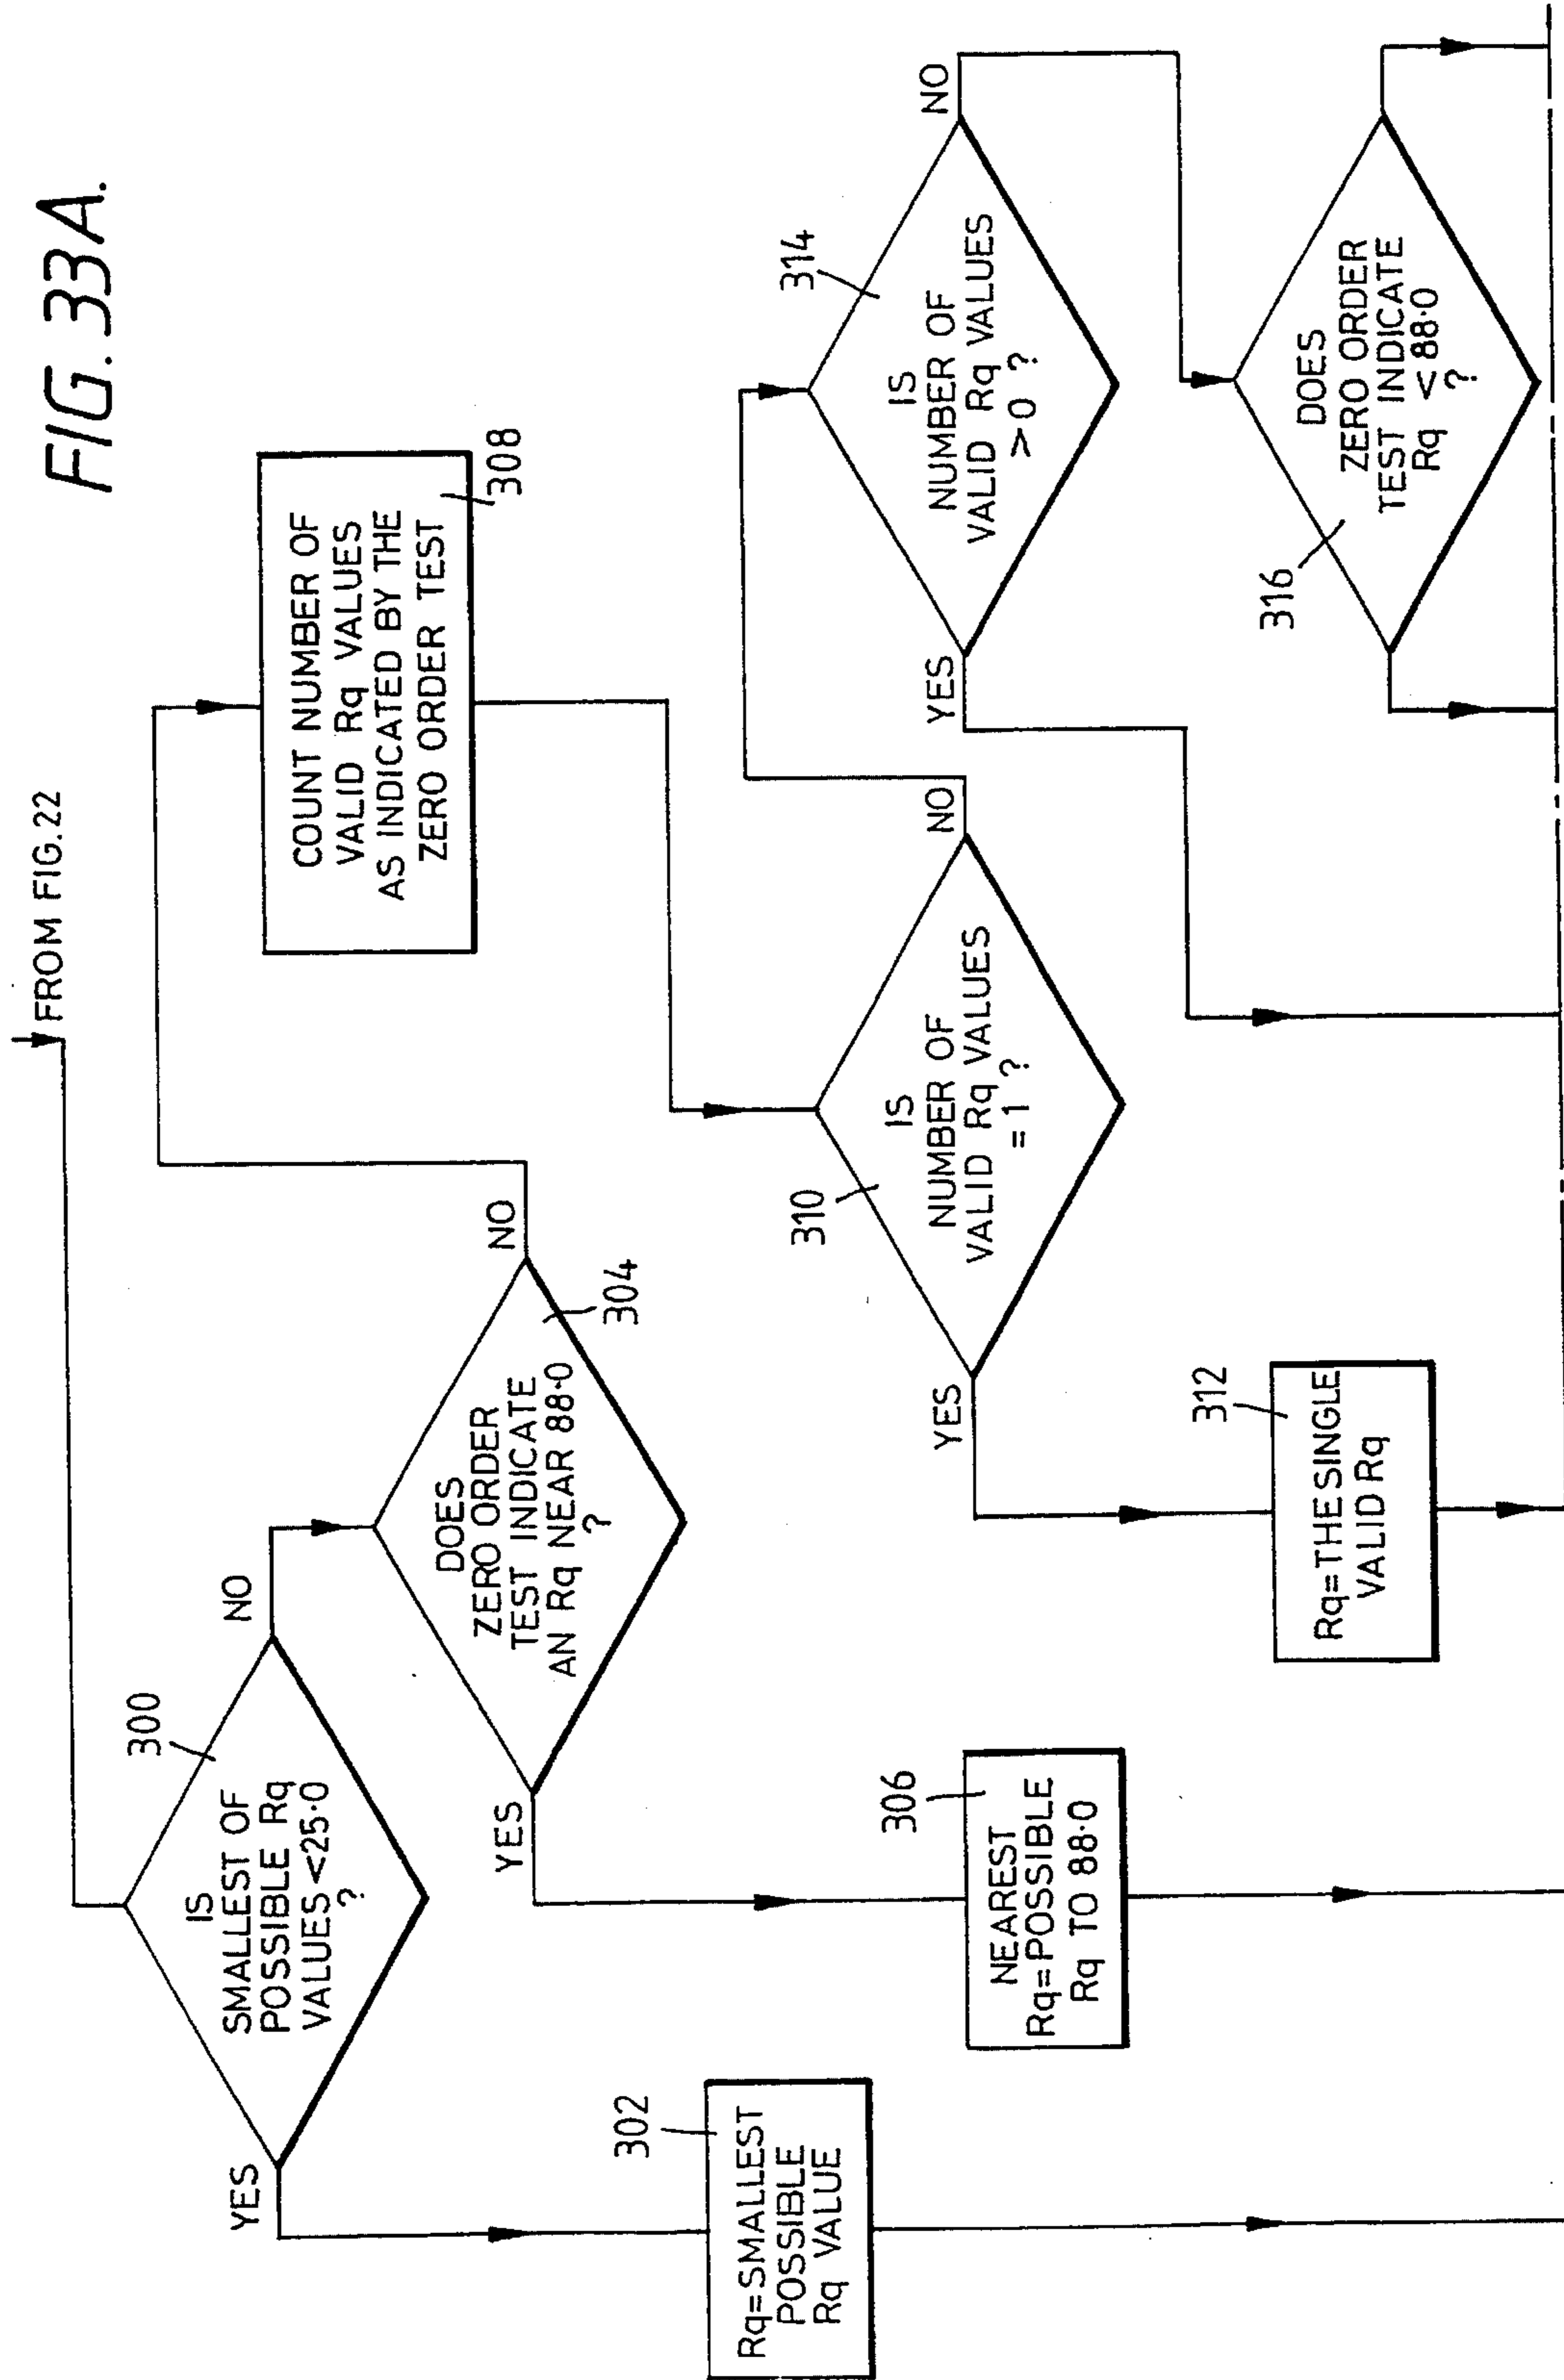 FIG. 33A.
FROM FIG.22
300
IS
SMALLEST OF
POSSIBLE Rq
VALUES <25·0
?
YES
NO
302
Rq=SMALLEST
POSSIBLE
Rq VALUE
304
DOES
ZERO ORDER
TEST INDICATE
AN Rq NEAR 88·0
?
YES
NO
306
NEAREST
Rq=POSSIBLE
Rq TO 88·0
308
COUNT NUMBER OF
VALID Rq VALUES
AS INDICATED BY THE
ZERO ORDER TEST
310
IS
NUMBER OF
VALID Rq VALUES
= 1 ?
YES
NO
312
Rq=THE SINGLE
VALID Rq
314
IS
NUMBER OF
VALID Rq VALUES
> 0 ?
YES
NO
316
DOES
ZERO ORDER
TEST INDICATE
Rq < 88·0
?